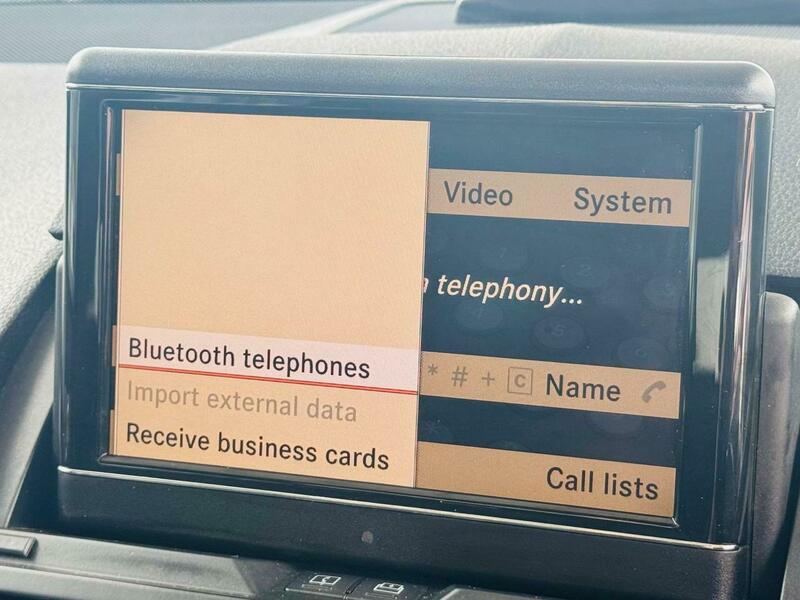 Video System
telephony...
Bluetooth telephones
* # + C Name
Import external data
Receive business cards
Call lists